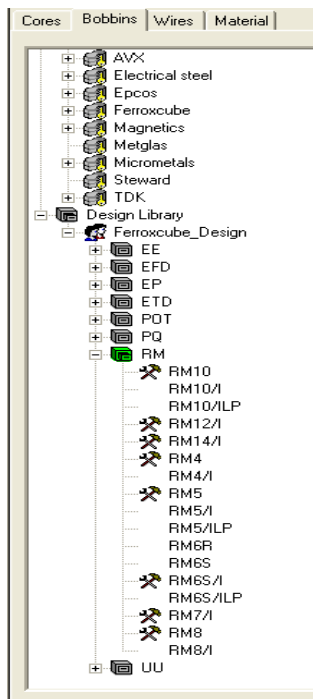 Cores Bobbins Wires Material
AVX
Electrical steel
Epcos
Ferroxcube
Magnetics
Metglas
Micrometals
Steward
TDK
Design Library
Ferroxcube_Design
EE
EFD
EP
ETD
POT
PQ
RM
RM10
RM10/I
RM10/ILP
RM12/I
RM14/I
RM4
RM4/I
RM5
RM5/I
RM5/ILP
RM6R
RM6S
RM6S/I
RM6S/ILP
RM7/I
RM8
RM8/I
UU